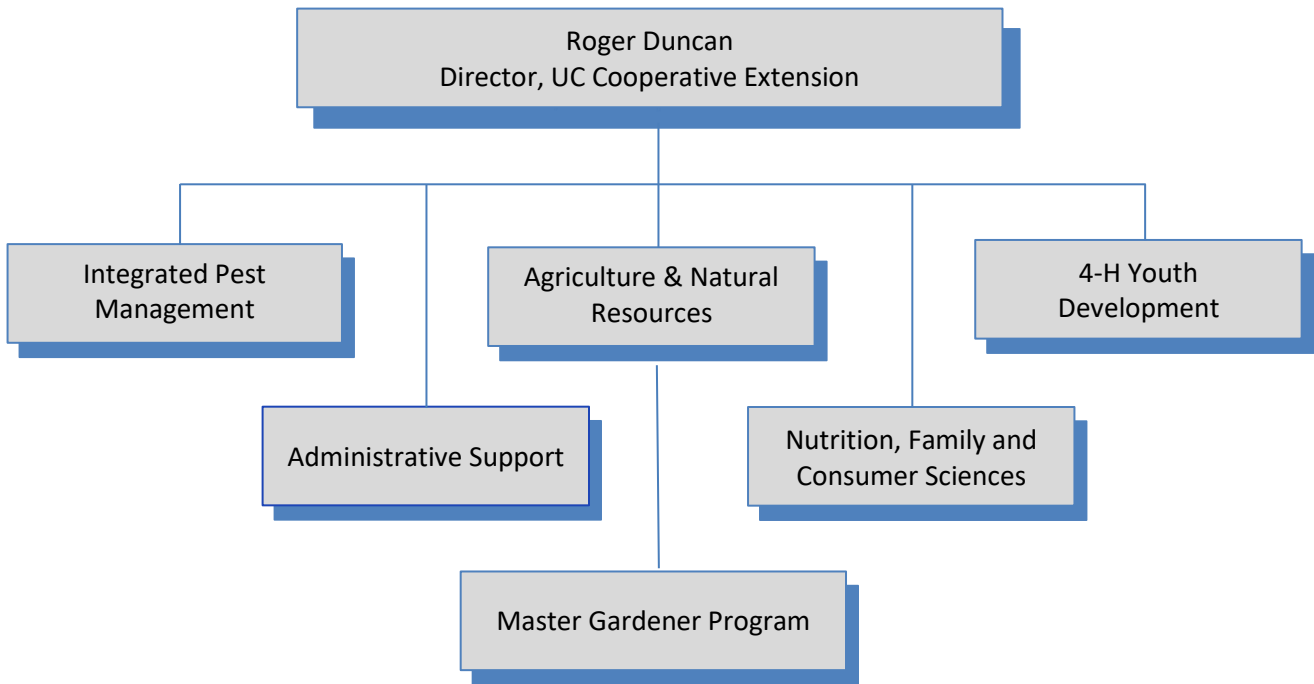 Roger Duncan
Director, UC Cooperative Extension
Integrated Pest
Management
Agriculture & Natural
Resources
4-H Youth
Development
Administrative Support
Nutrition, Family and
Consumer Sciences
Master Gardener Program